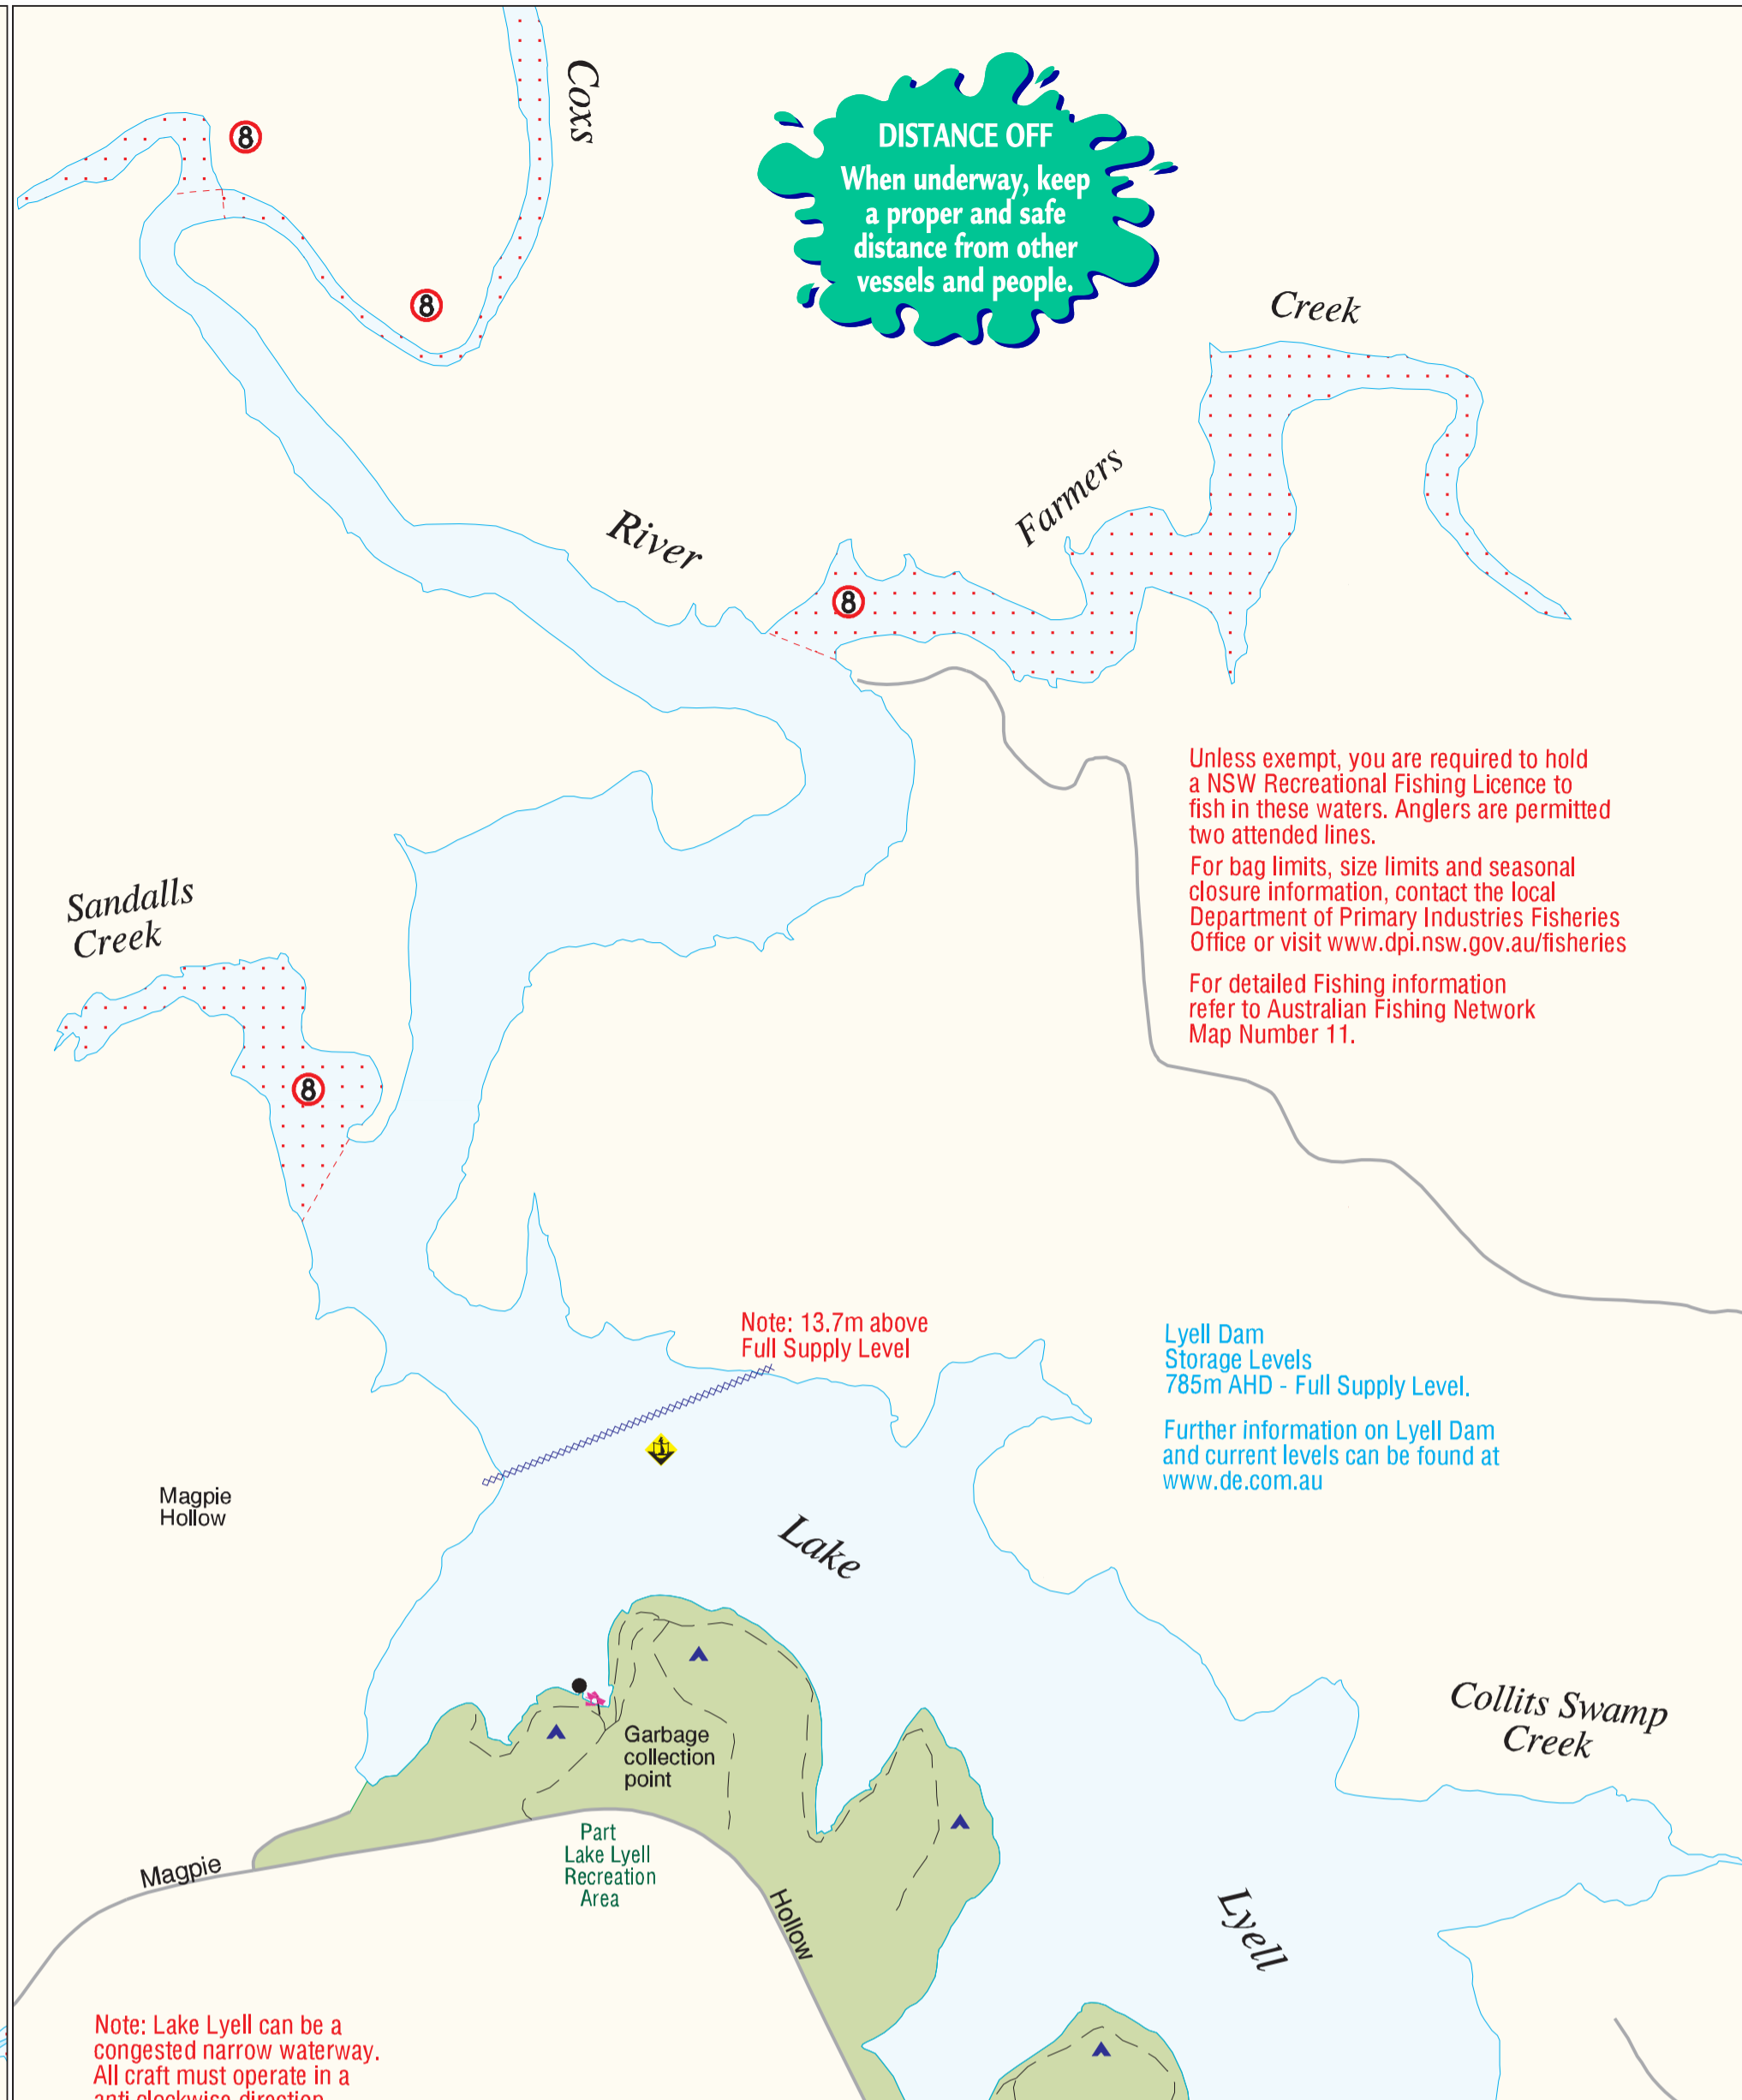 Coxs
8
DISTANCE OFF
When underway, keep
a proper and safe
distance from other
vessels and people.
8
Creek
Farmers
River
8
Unless exempt, you are required to hold
a NSW Recreational Fishing Licence to
fish in these waters. Anglers are permitted
two attended lines.
For bag limits, size limits and seasonal
closure information, contact the local
Department of Primary Industries Fisheries
Office or visit www.dpi.nsw.gov.au/fisheries
For detailed Fishing information
refer to Australian Fishing Network
Map Number 11.
Sandalls
Creek
8
Note: 13.7m above
Full Supply Level
Lyell Dam
Storage Levels
785m AHD - Full Supply Level.
Further information on Lyell Dam
and current levels can be found at
www.de.com.au
Magpie
Hollow
Lake
Collits Swamp
Creek
Garbage
collection
point
Part
Lake Lyell
Recreation
Area
Magpie
Hollow
Lyell
Note: Lake Lyell can be a
congested narrow waterway.
All craft must operate in a
anti-clockwise direction